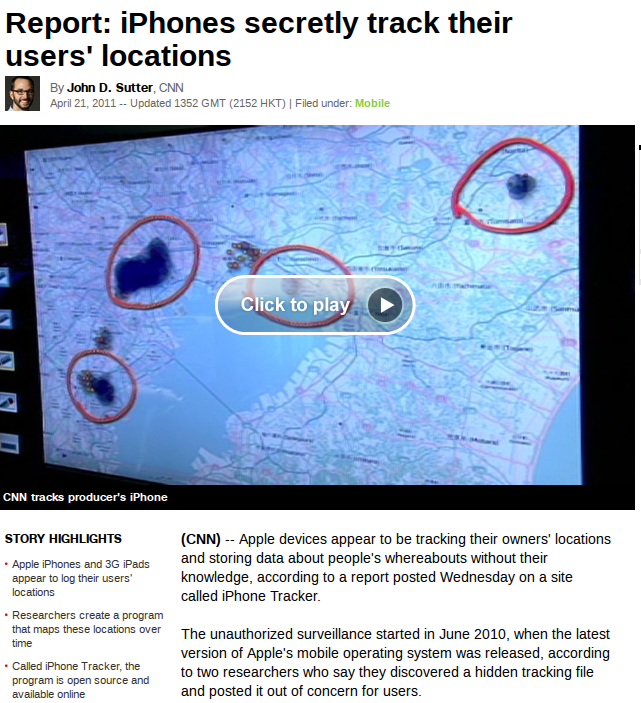 Report: iPhones secretly track their
users' locations
By John D. Sutter, CNN
April 21, 2011 -- Updated 1352 GMT (2152 HKT) | Filed under: Mobile
Click to play
CNN tracks producer's iPhone
STORY HIGHLIGHTS
Apple iPhones and 3G iPads
appear to log their users'
locations
Researchers create a program
that maps these locations over
time
Called iPhone Tracker, the
program is open source and
available online
(CNN) -- Apple devices appear to be tracking their owners' locations
and storing data about people's whereabouts without their
knowledge, according to a report posted Wednesday on a site
called iPhone Tracker.
The unauthorized surveillance started in June 2010, when the latest
version of Apple's mobile operating system was released, according
to two researchers who say they discovered a hidden tracking file
and posted it out of concern for users.